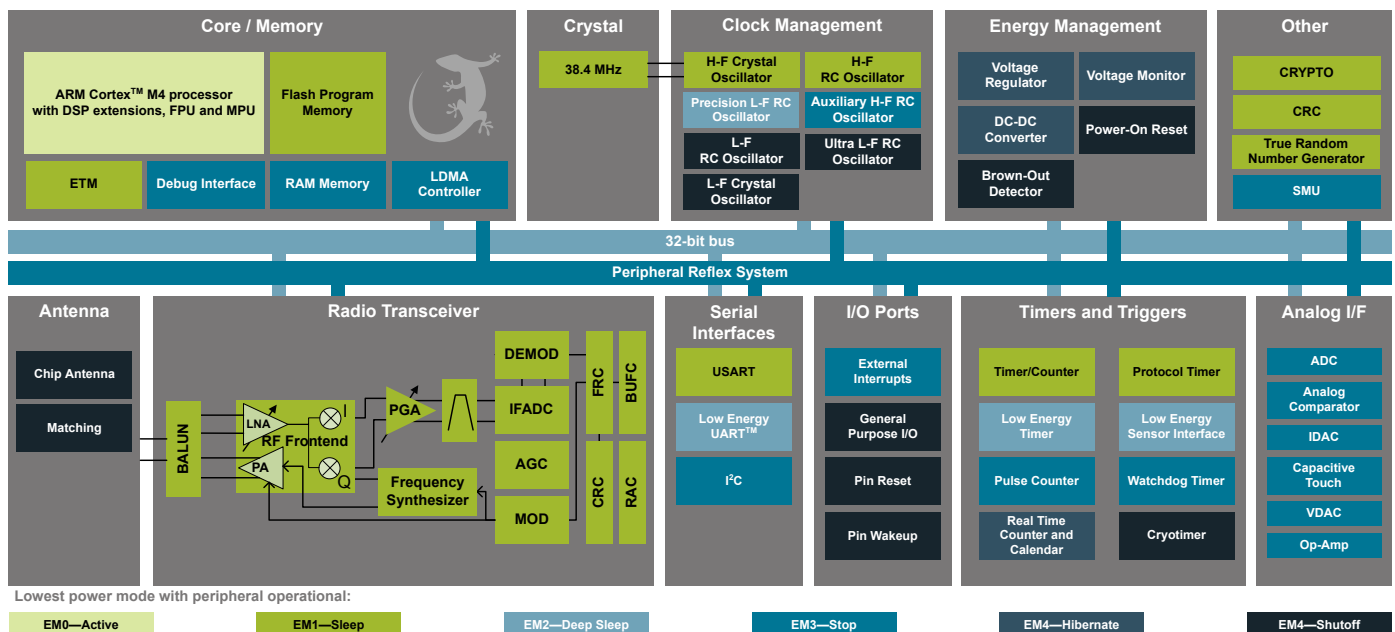 Core / Memory
ARM Cortex™ M4 processor
with DSP extensions, FPU and MPU
Flash Program
Memory
ETM
Debug Interface
RAM Memory
LDMA
Controller
Crystal
38.4 MHz
Clock Management
H-F Crystal
Oscillator
H-F
RC Oscillator
Precision L-F RC
Oscillator
Auxiliary H-F RC
Oscillator
L-F
RC Oscillator
Ultra L-F RC
Oscillator
L-F Crystal
Oscillator
Energy Management
Voltage
Regulator
Voltage Monitor
DC-DC
Converter
Power-On Reset
Brown-Out
Detector
Other
CRYPTO
CRC
True Random
Number Generator
SMU
32-bit bus
Peripheral Reflex System
Antenna
Chip Antenna
Matching
Radio Transceiver
BALUN
LNA
RF Frontend
PA
I
Q
PGA
Frequency
Synthesizer
DEMOD
IFADC
AGC
MOD
FRC
BUFC
CRC
RAC
Serial
Interfaces
USART
Low Energy
UART™
I²C
I/O Ports
External
Interrupts
General
Purpose I/O
Pin Reset
Pin Wakeup
Timers and Triggers
Timer/Counter
Protocol Timer
Low Energy
Timer
Low Energy
Sensor Interface
Pulse Counter
Watchdog Timer
Real Time
Counter and
Calendar
Cryotimer
Analog I/F
ADC
Analog
Comparator
IDAC
Capacitive
Touch
VDAC
Op-Amp
Lowest power mode with peripheral operational:
EM0—Active
EM1—Sleep
EM2—Deep Sleep
EM3—Stop
EM4—Hibernate
EM4—Shutoff